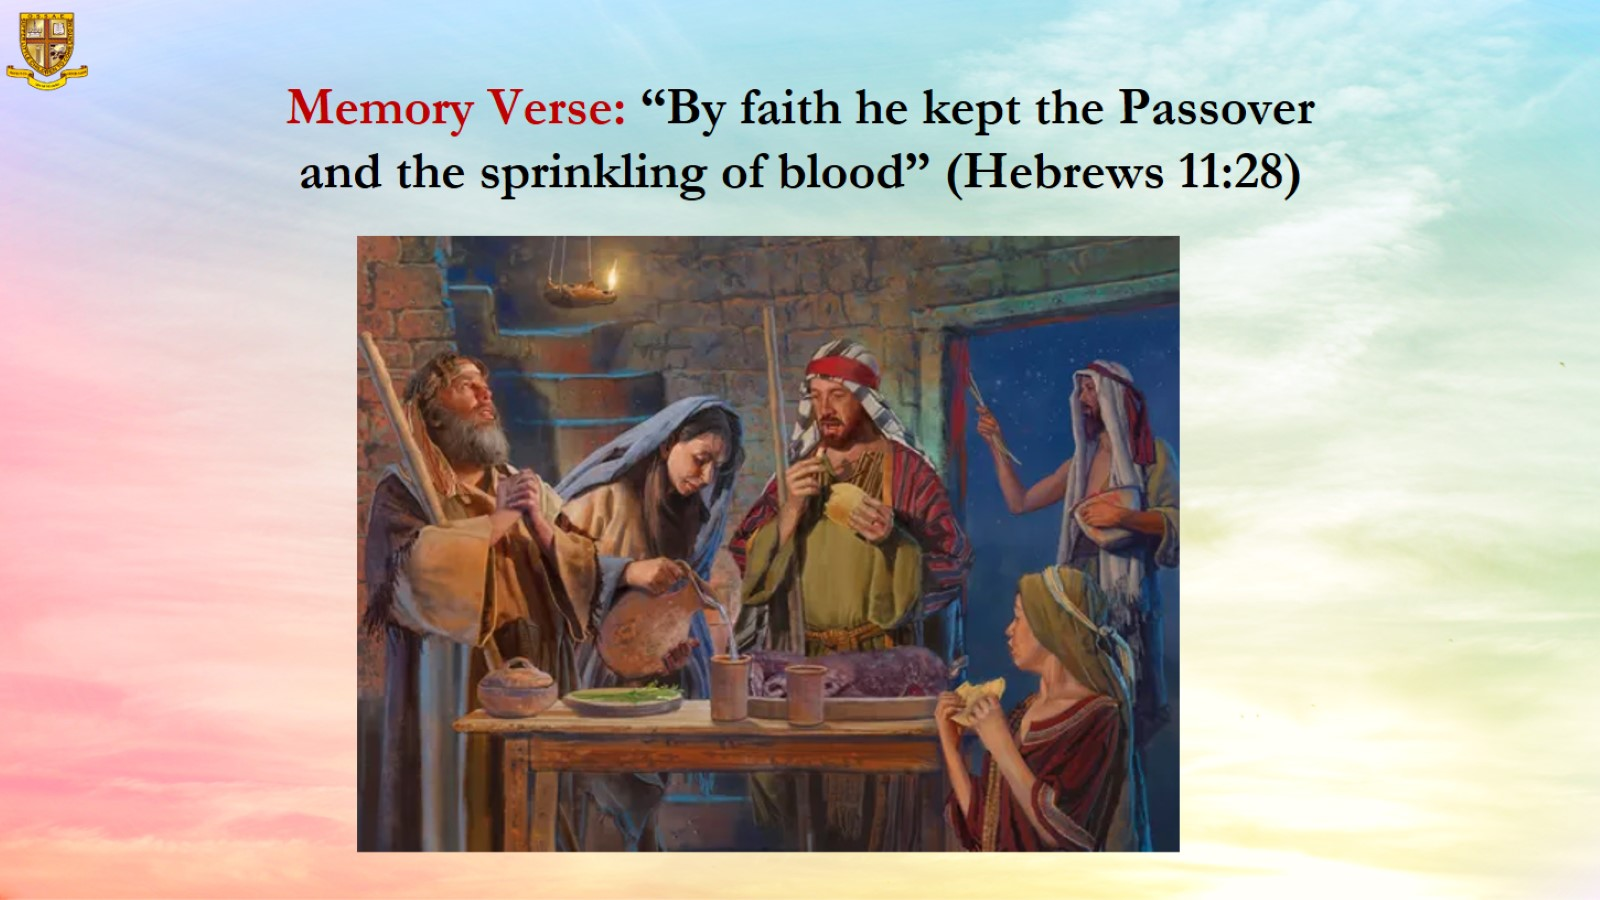 O.S.S.A.E.
Memory Verse: “By faith he kept the Passover
and the sprinkling of blood” (Hebrews 11:28)